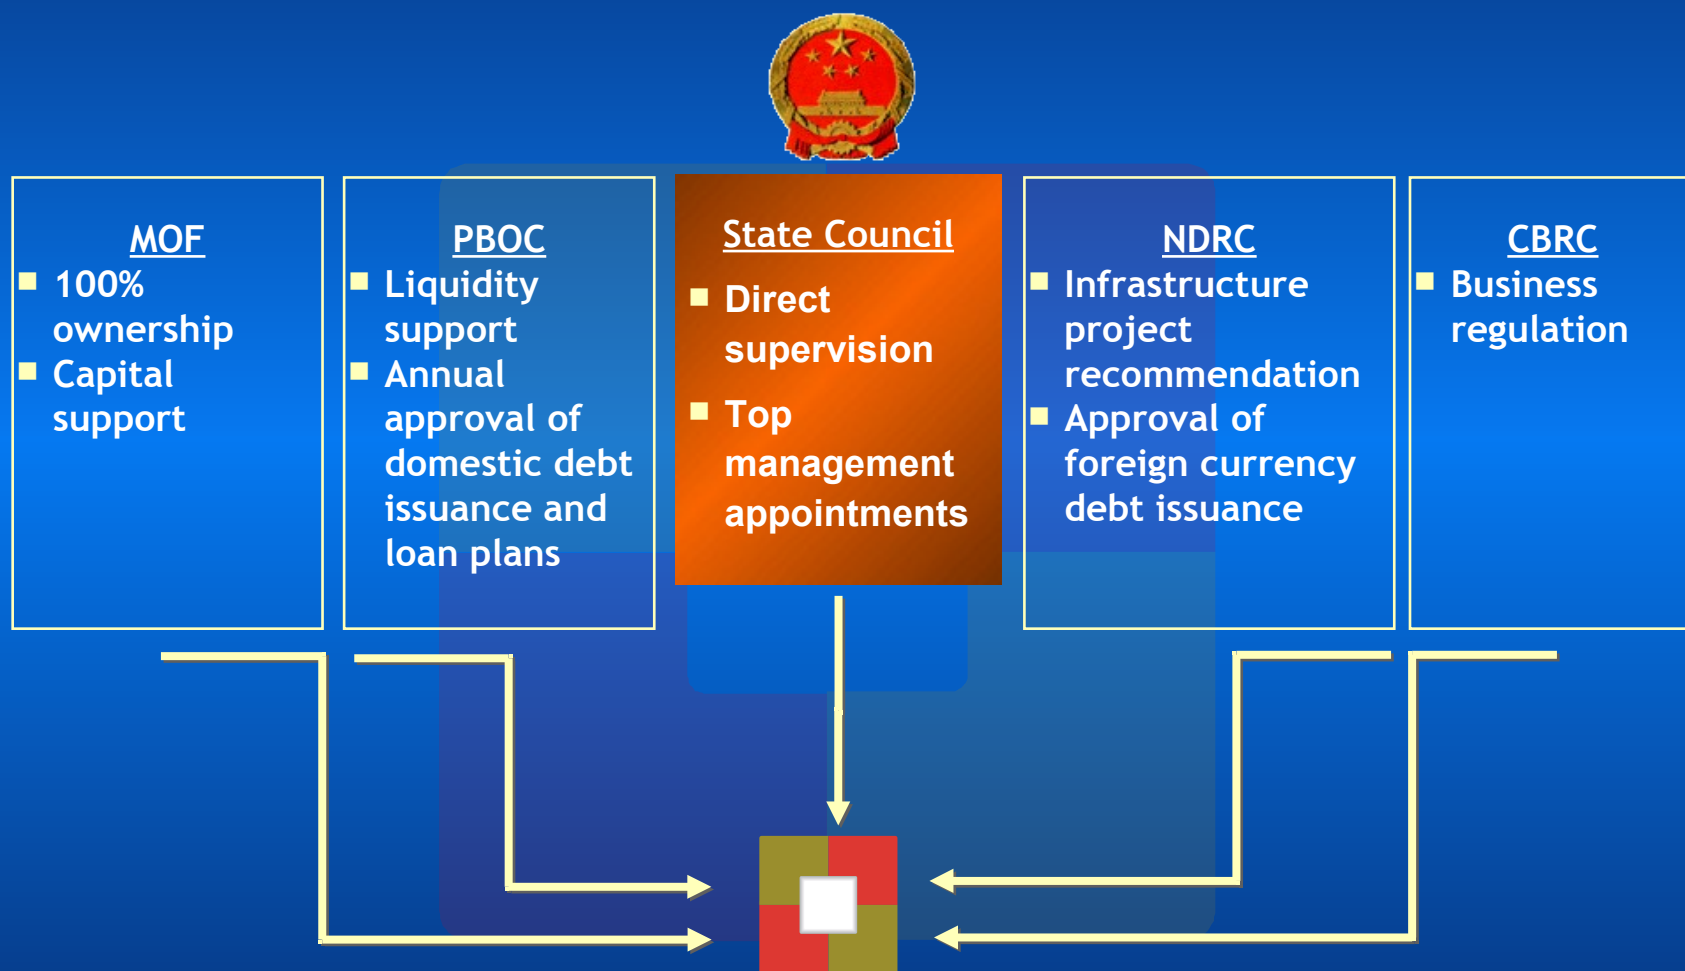 MOF
100%
ownership
Capital
support
PBOC
Liquidity
support
Annual
approval of
domestic debt
issuance and
loan plans
State Council
Direct
supervision
Top
management
appointments
NDRC
Infrastructure
project
recommendation
Approval of
foreign currency
debt issuance
CBRC
Business
regulation